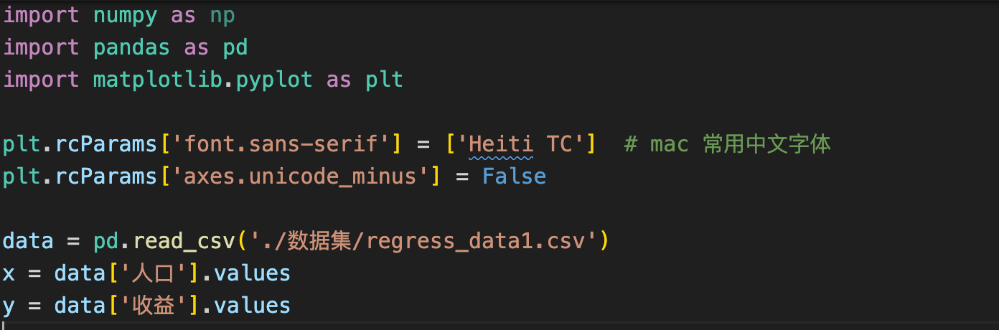 import numpy as np
import pandas as pd
import matplotlib.pyplot as plt
plt.rcParams['font.sans-serif'] = ['Heiti TC']  # mac 常用中文字体
plt.rcParams['axes.unicode_minus'] = False
data = pd.read_csv('./数据集/regress_data1.csv')
x = data['人口'].values
y = data['收益'].values